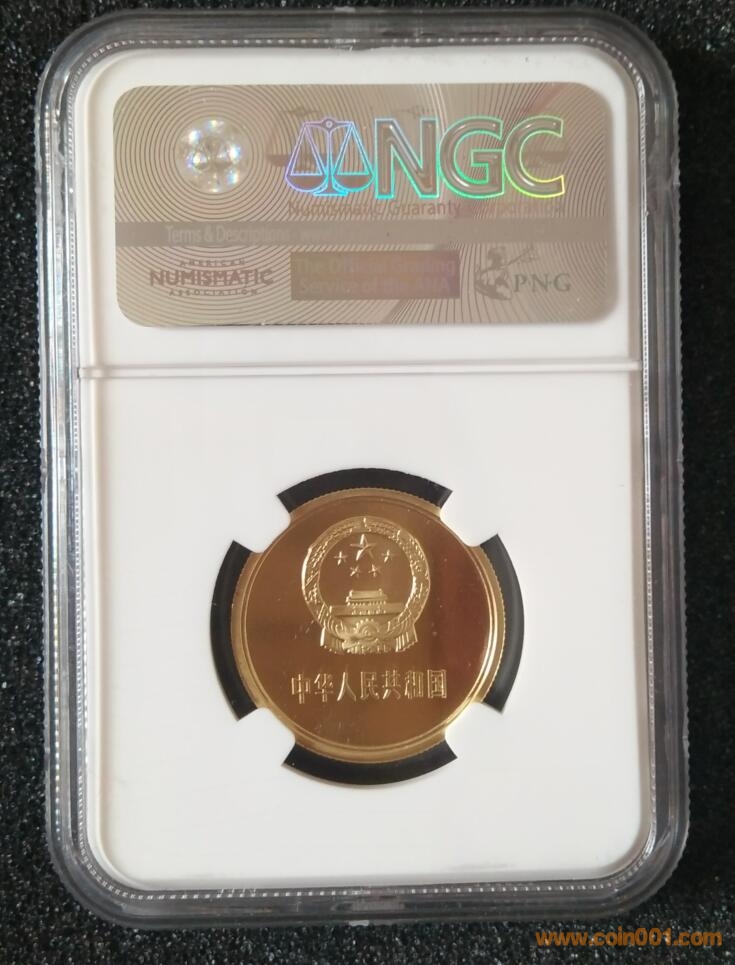 NGC
Numismatic Guaranty Corporation
Terms & Descriptions
AMERICAN
NUMISMATIC
ASSOCIATION
The Official Grading
Service of the ANA
PNG
中华人民共和国
www.coin001.com